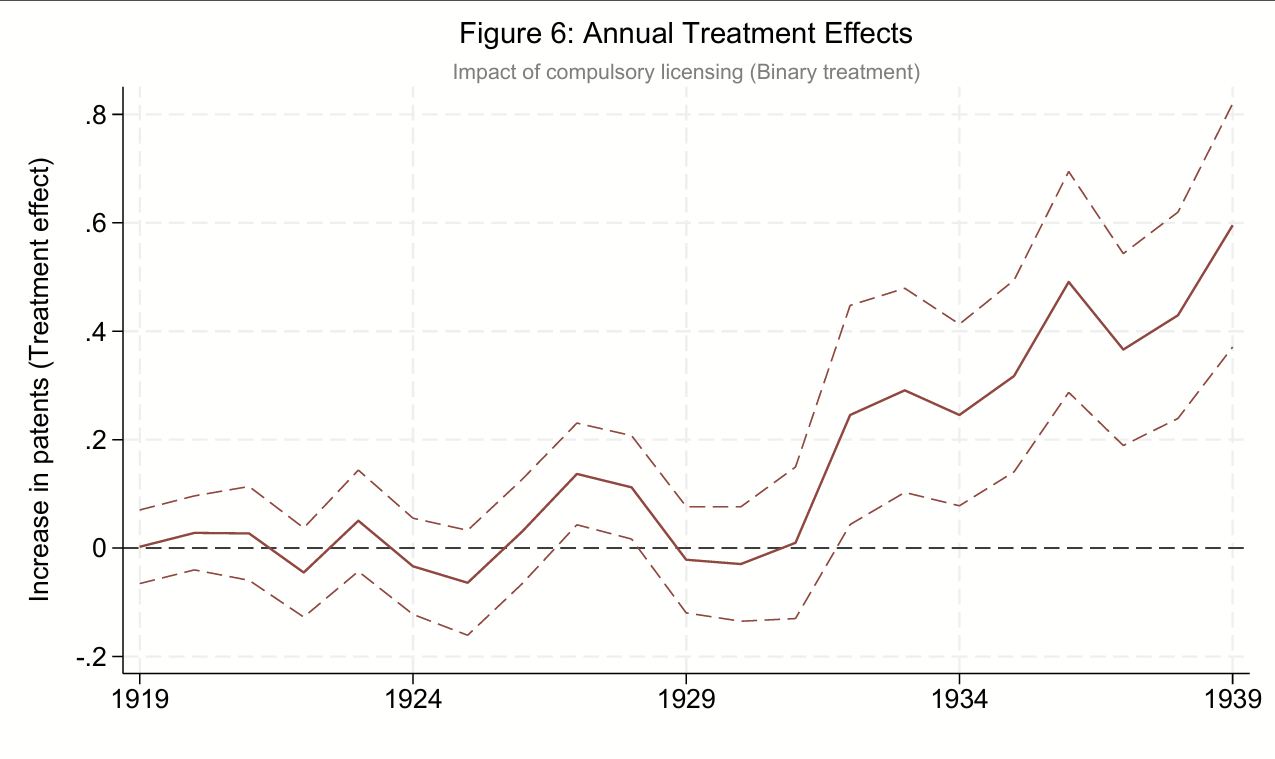 Figure 6: Annual Treatment Effects
Impact of compulsory licensing (Binary treatment)
Increase in patents (Treatment effect)
.8
.6
.4
.2
0
-.2
1919 1924 1929 1934 1939